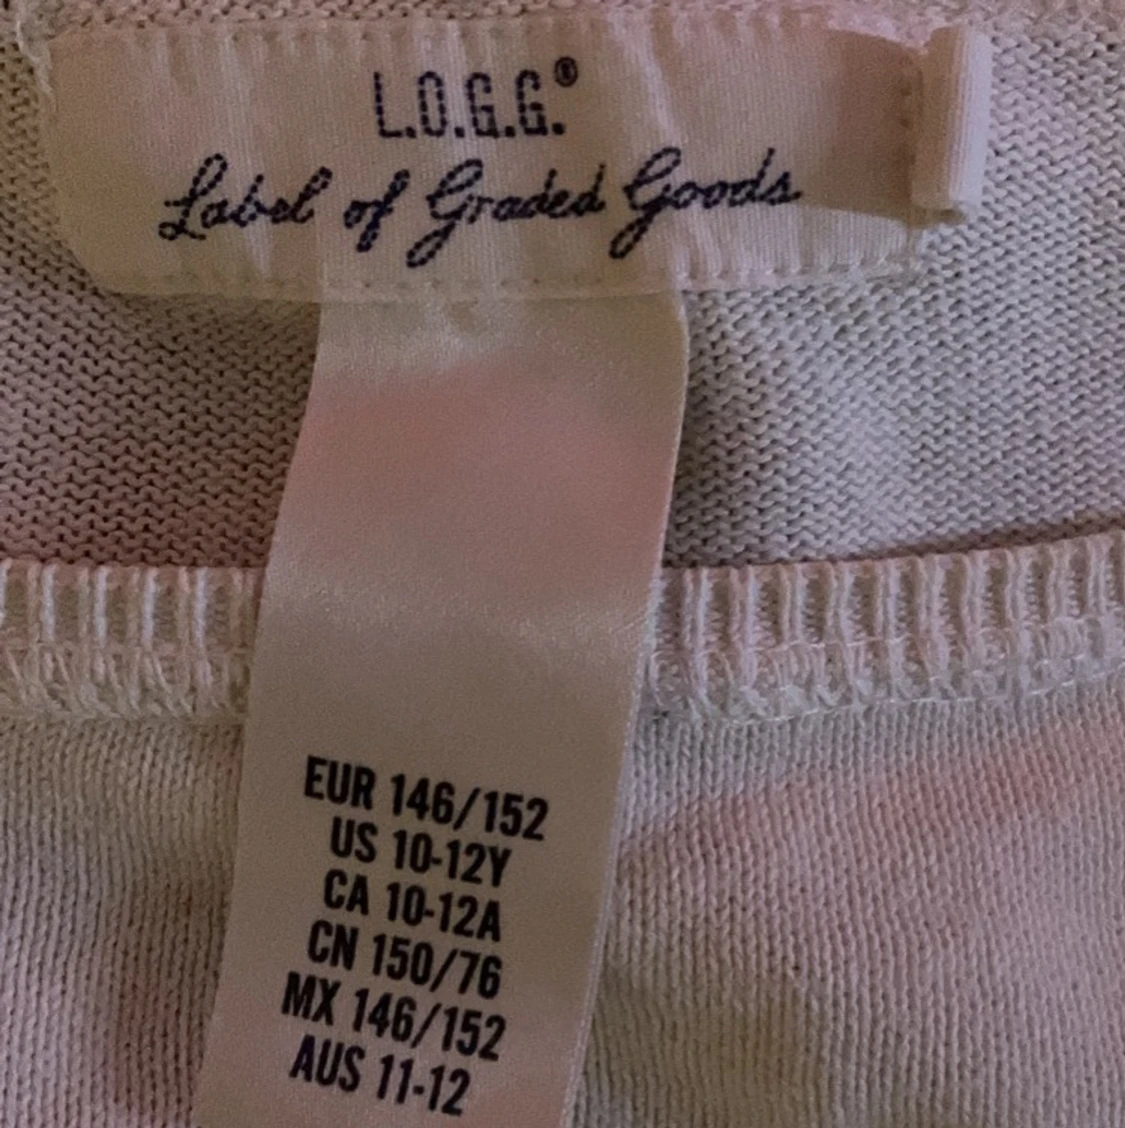 L.O.G.G.®
Label of Graded Goods
EUR 146/152
US 10-12Y
CA 10-12A
CN 150/76
MX 146/152
AUS 11-12